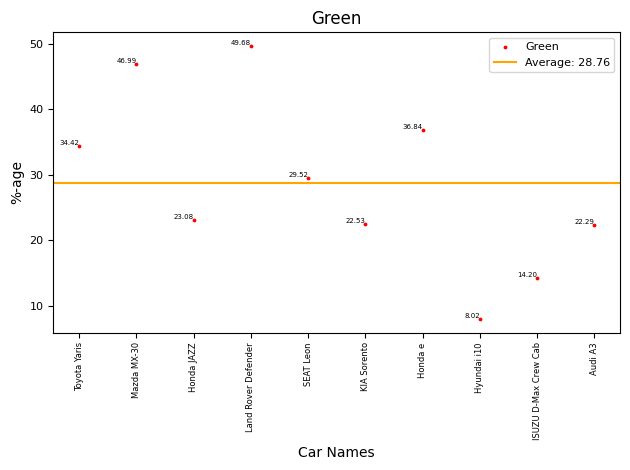 Green
%-age
50
40
30
20
10
34.42
46.99
23.08
49.68
29.52
22.53
36.84
8.02
14.20
22.29
Green
Average: 28.76
Toyota Yaris
Mazda MX-30
Honda JAZZ
Land Rover Defender
SEAT Leon
KIA Sorento
Honda e
Hyundai i10
ISUZU D-Max Crew Cab
Audi A3
Car Names